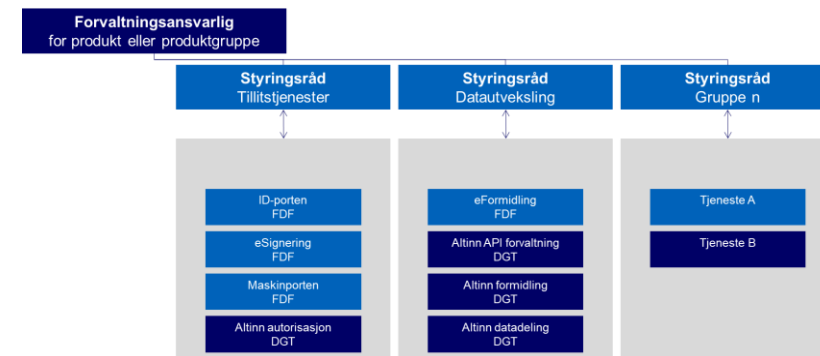 Forvaltningsansvarlig
for produkt eller produktgruppe
Styringsråd
Tillitstjenester
Styringsråd
Datautveksling
Styringsråd
Gruppe n
ID-porten
FDF
eSignering
FDF
Maskinporten
FDF
Altinn autorisasjon
DGT
eFormidling
FDF
Altinn API forvaltning
DGT
Altinn formidling
DGT
Altinn datadeling
DGT
Tjeneste A
Tjeneste B